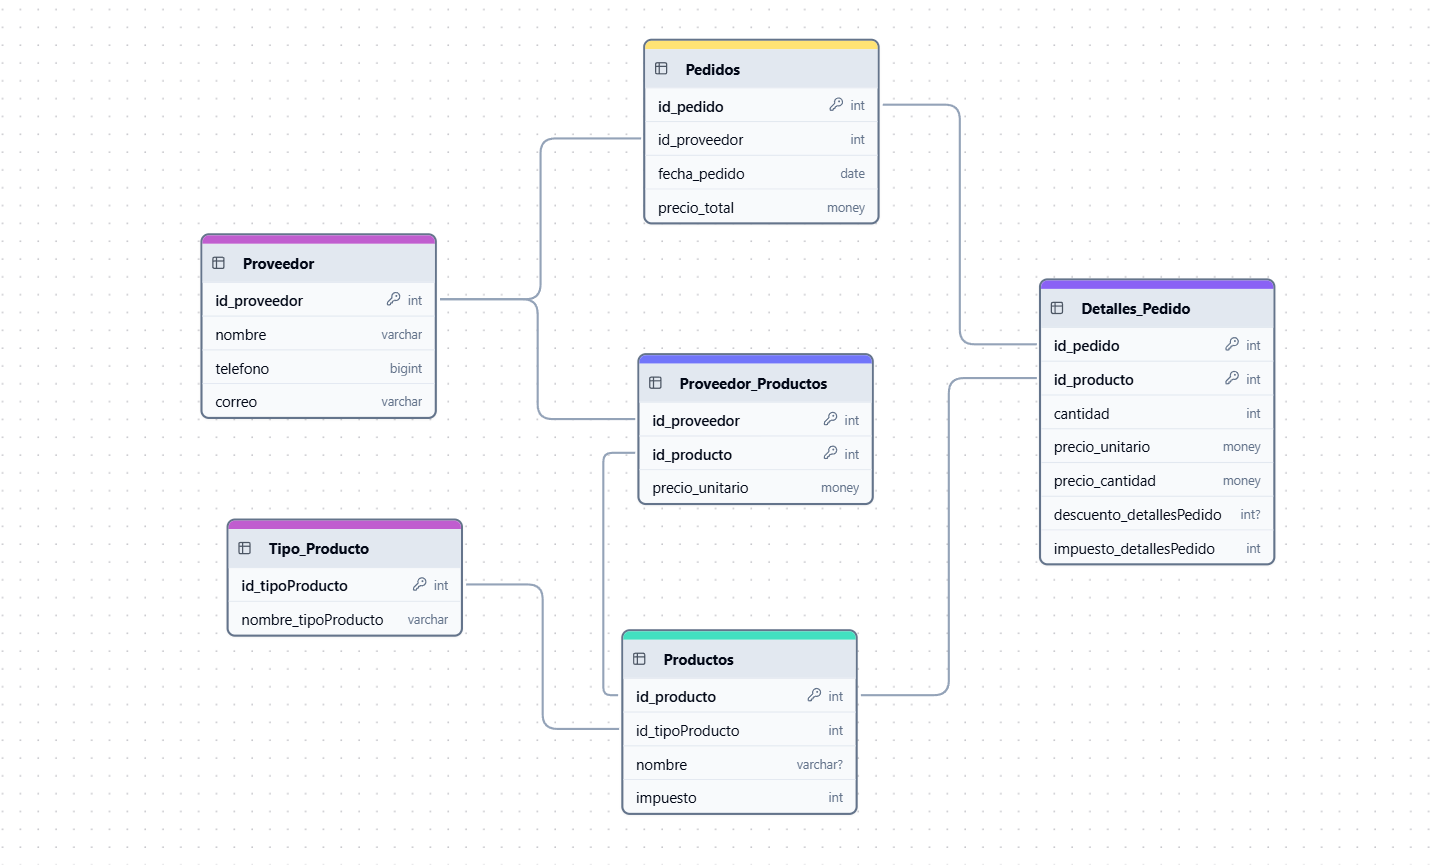 Pedidos
id_pedido int
id_proveedor int
fecha_pedido date
precio_total money
Proveedor
id_proveedor int
nombre varchar
telefono bigint
correo varchar
Detalles_Pedido
id_pedido int
id_producto int
cantidad int
precio_unitario money
precio_cantidad money
descuento_detallesPedido int?
impuesto_detallesPedido int
Proveedor_Productos
id_proveedor int
id_producto int
precio_unitario money
Tipo_Producto
id_tipoProducto int
nombre_tipoProducto varchar
Productos
id_producto int
id_tipoProducto int
nombre varchar?
impuesto int